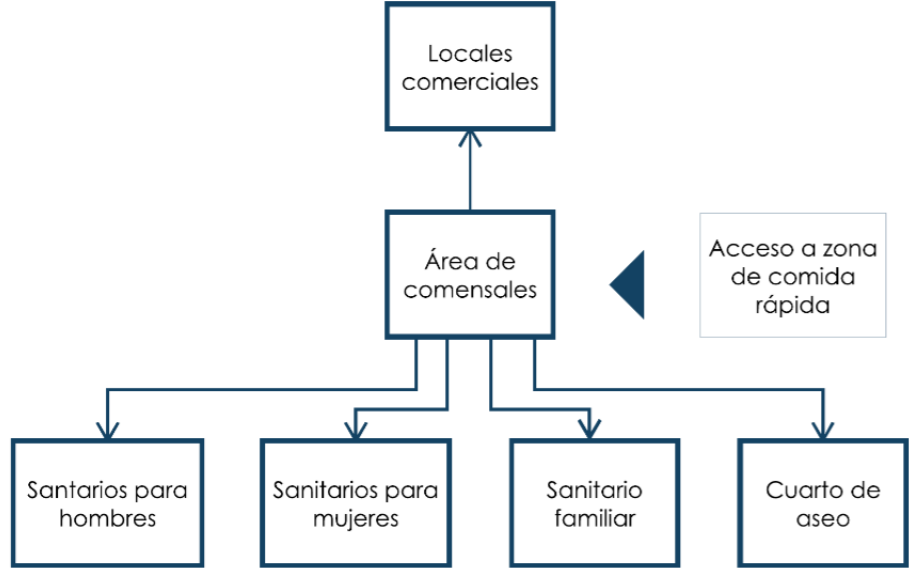 Locales
comerciales
Área de
comensales
Acceso a zona
de comida
rápida
Santarios para
hombres
Sanitarios para
mujeres
Sanitario
familiar
Cuarto de
aseo